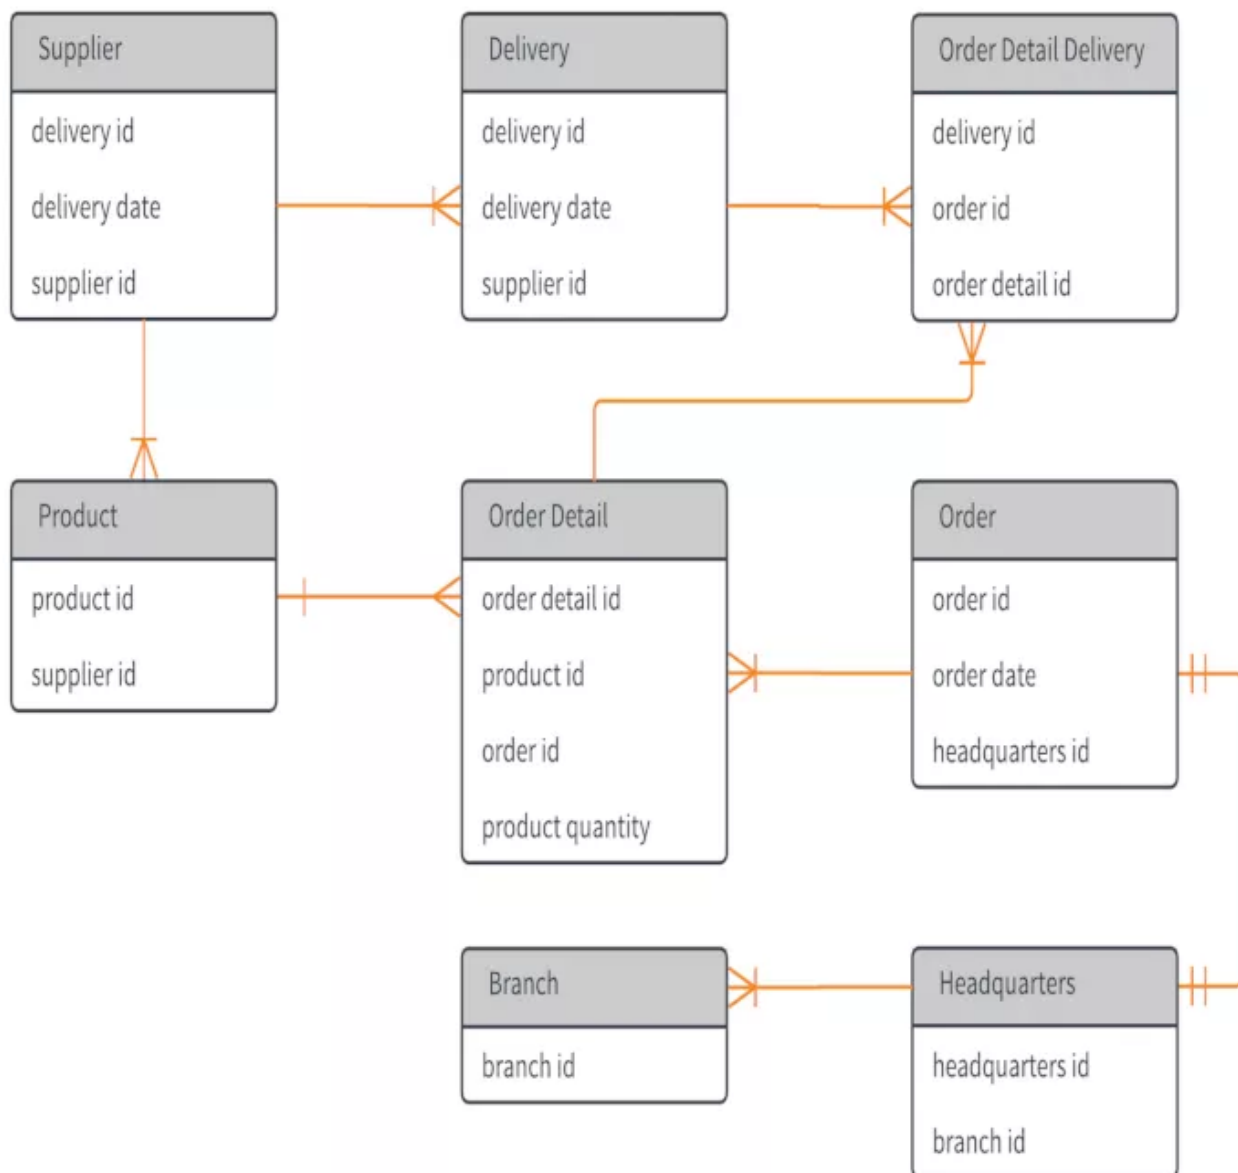 Supplier
delivery id
delivery date
supplier id
Delivery
delivery id
delivery date
supplier id
Order Detail Delivery
delivery id
order id
order detail id
Product
product id
supplier id
Order Detail
order detail id
product id
order id
product quantity
Order
order id
order date
headquarters id
Branch
branch id
Headquarters
headquarters id
branch id